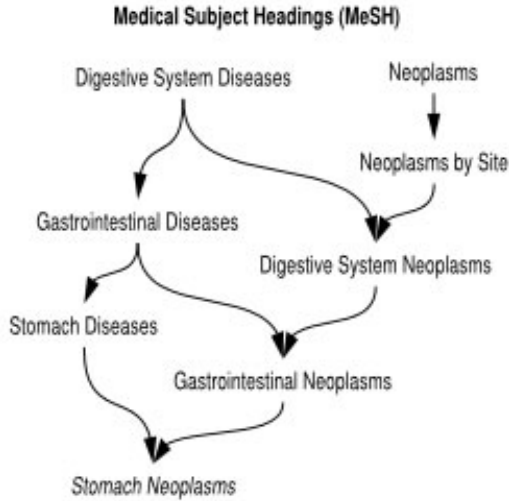 Medical Subject Headings (MeSH)
Neoplasms
Digestive System Diseases
Neoplasms by Site
Gastrointestinal Diseases
Digestive System Neoplasms
Stomach Diseases
Gastrointestinal Neoplasms
Stomach Neoplasms